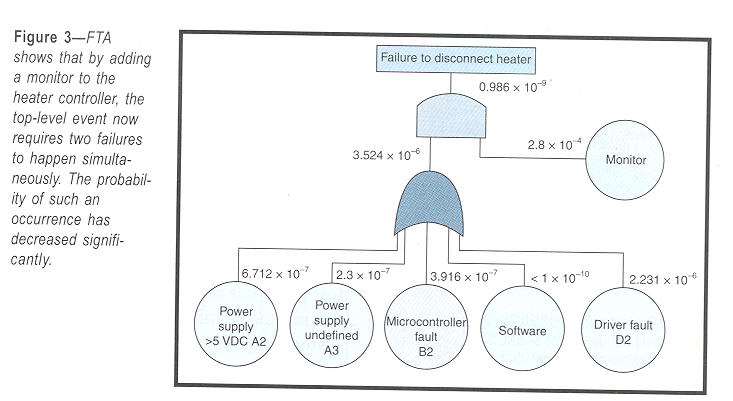 Figure 3—FTA
shows that by adding
a monitor to the
heater controller, the
top-level event now
requires two failures
to happen simulta-
neously. The probabil-
ity of such an
occurrence has
decreased signifi-
cantly.
Failure to disconnect heater
0.986 × 10⁻⁹
3.524 × 10⁻⁶
2.8 × 10⁻⁴
Monitor
6.712 × 10⁻⁷
2.3 × 10⁻⁷
3.916 × 10⁻⁷
< 1 × 10⁻¹⁰
2.231 × 10⁻⁶
Power
supply
>5 VDC A2
Power
supply
undefined
A3
Microcontroller
fault
B2
Software
Driver fault
D2